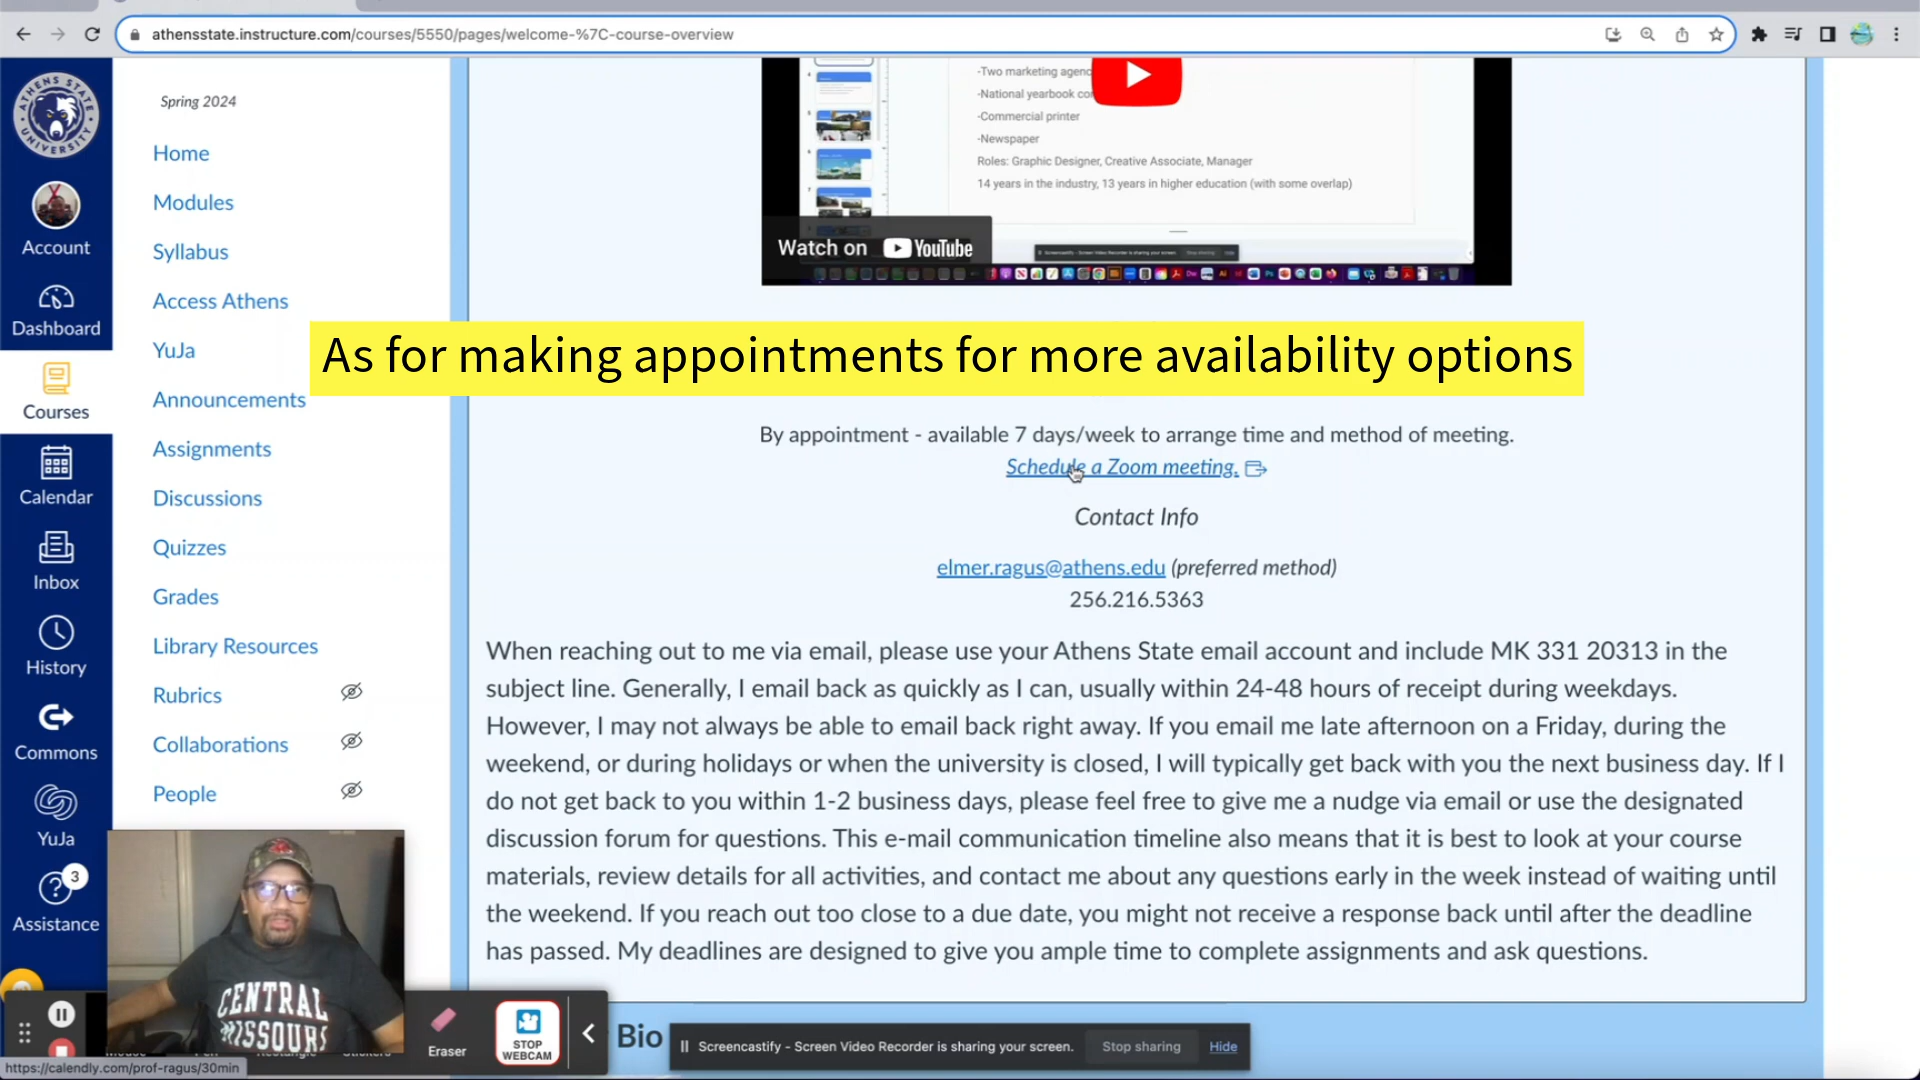 athensstate.instructure.com/courses/5550/pages/welcome-%7C-course-overview
ATHENS STATE UNIVERSITY
Account
Dashboard
Courses
Calendar
Inbox
History
Commons
YuJa
3
Assistance
Spring 2024
Home
Modules
Syllabus
Access Athens
YuJa
Announcements
Assignments
Discussions
Quizzes
Grades
Library Resources
Rubrics
Collaborations
People
-Two marketing agenc
-National yearbook co
-Commercial printer
-Newspaper
Roles: Graphic Designer, Creative Associate, Manager
14 years in the industry, 13 years in higher education (with some overlap)
Watch on YouTube
As for making appointments for more availability options
By appointment - available 7 days/week to arrange time and method of meeting.
Schedule a Zoom meeting.
Contact Info
elmer.ragus@athens.edu (preferred method)
256.216.5363
When reaching out to me via email, please use your Athens State email account and include MK 331 20313 in the
subject line. Generally, I email back as quickly as I can, usually within 24-48 hours of receipt during weekdays.
However, I may not always be able to email back right away. If you email me late afternoon on a Friday, during the
weekend, or during holidays or when the university is closed, I will typically get back with you the next business day. If I
do not get back to you within 1-2 business days, please feel free to give me a nudge via email or use the designated
discussion forum for questions. This e-mail communication timeline also means that it is best to look at your course
materials, review details for all activities, and contact me about any questions early in the week instead of waiting until
the weekend. If you reach out too close to a due date, you might not receive a response back until after the deadline
has passed. My deadlines are designed to give you ample time to complete assignments and ask questions.
CENTRAL
MISSOURI
Eraser
STOP
WEBCAM
Bio
Screencastify - Screen Video Recorder is sharing your screen.
Stop sharing
Hide
https://calendly.com/prof-ragus/30min